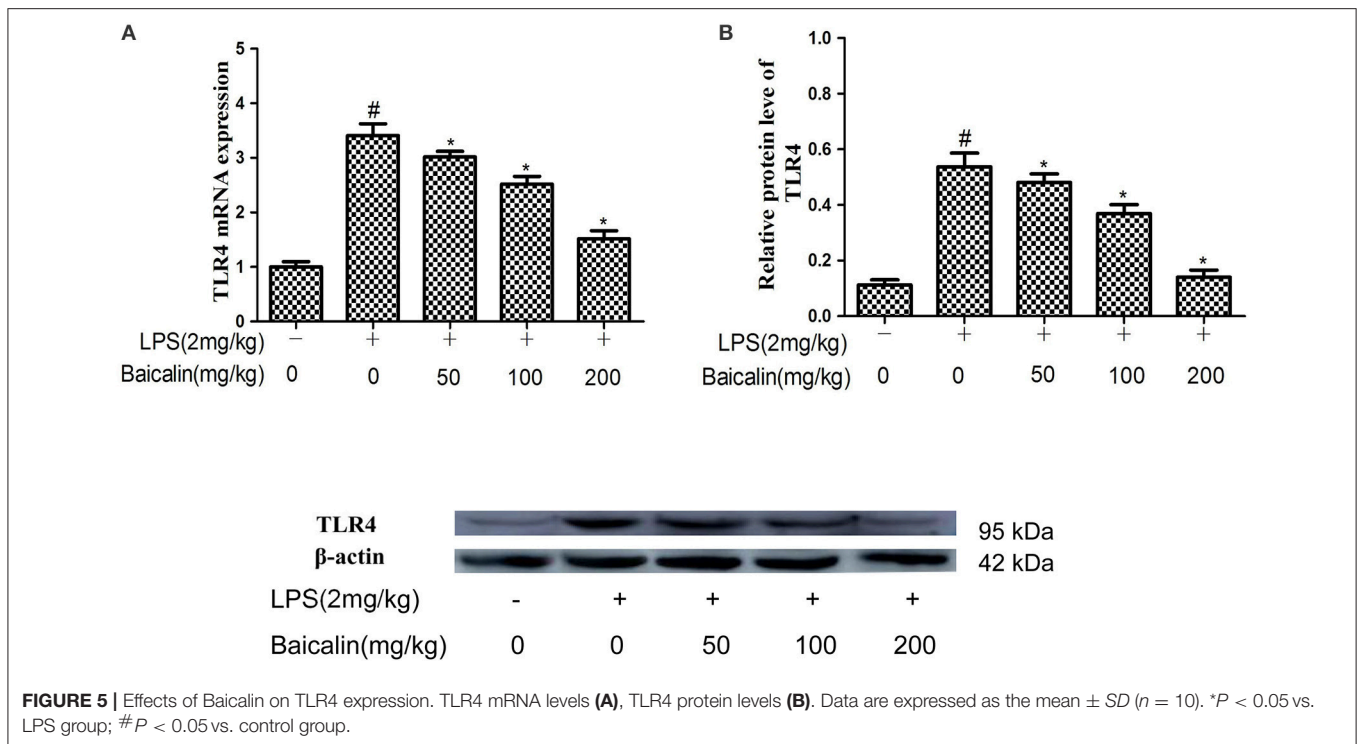 A
TLR4 mRNA expression
5
4
3
2
1
0
#
*
*
*
LPS(2mg/kg) − + + + +
Baicalin(mg/kg) 0 0 50 100 200
B
Relative protein leve of
TLR4
1.0
0.8
0.6
0.4
0.2
0.0
#
*
*
*
LPS(2mg/kg) − + + + +
Baicalin(mg/kg) 0 0 50 100 200
TLR4 95 kDa
β-actin 42 kDa
LPS(2mg/kg) - + + + +
Baicalin(mg/kg) 0 0 50 100 200
FIGURE 5 | Effects of Baicalin on TLR4 expression. TLR4 mRNA levels (A), TLR4 protein levels (B). Data are expressed as the mean ± SD (n = 10). *P < 0.05 vs.
LPS group; #P < 0.05 vs. control group.